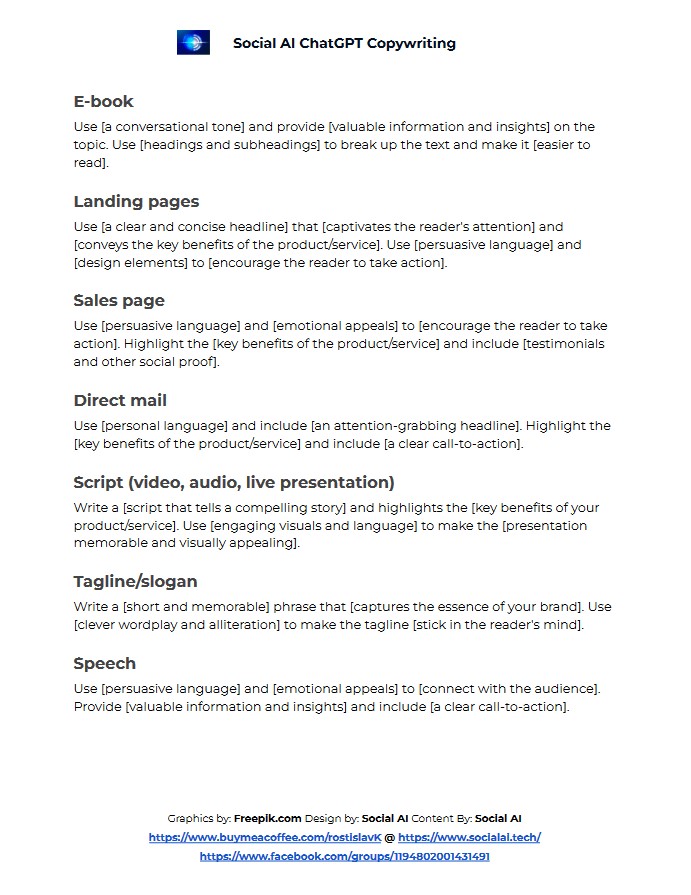 Social AI ChatGPT Copywriting
E-book
Use [a conversational tone] and provide [valuable information and insights] on the
topic. Use [headings and subheadings] to break up the text and make it [easier to
read].
Landing pages
Use [a clear and concise headline] that [captivates the reader's attention] and
[conveys the key benefits of the product/service]. Use [persuasive language] and
[design elements] to [encourage the reader to take action].
Sales page
Use [persuasive language] and [emotional appeals] to [encourage the reader to take
action]. Highlight the [key benefits of the product/service] and include [testimonials
and other social proof].
Direct mail
Use [personal language] and include [an attention-grabbing headline]. Highlight the
[key benefits of the product/service] and include [a clear call-to-action].
Script (video, audio, live presentation)
Write a [script that tells a compelling story] and highlights the [key benefits of your
product/service]. Use [engaging visuals and language] to make the [presentation
memorable and visually appealing].
Tagline/slogan
Write a [short and memorable] phrase that [captures the essence of your brand]. Use
[clever wordplay and alliteration] to make the tagline [stick in the reader's mind].
Speech
Use [persuasive language] and [emotional appeals] to [connect with the audience].
Provide [valuable information and insights] and include [a clear call-to-action].
Graphics by: Freepik.com Design by: Social AI Content By: Social AI
https://www.buymeacoffee.com/rostislavK @ https://www.socialai.tech/
https://www.facebook.com/groups/1194802001431491